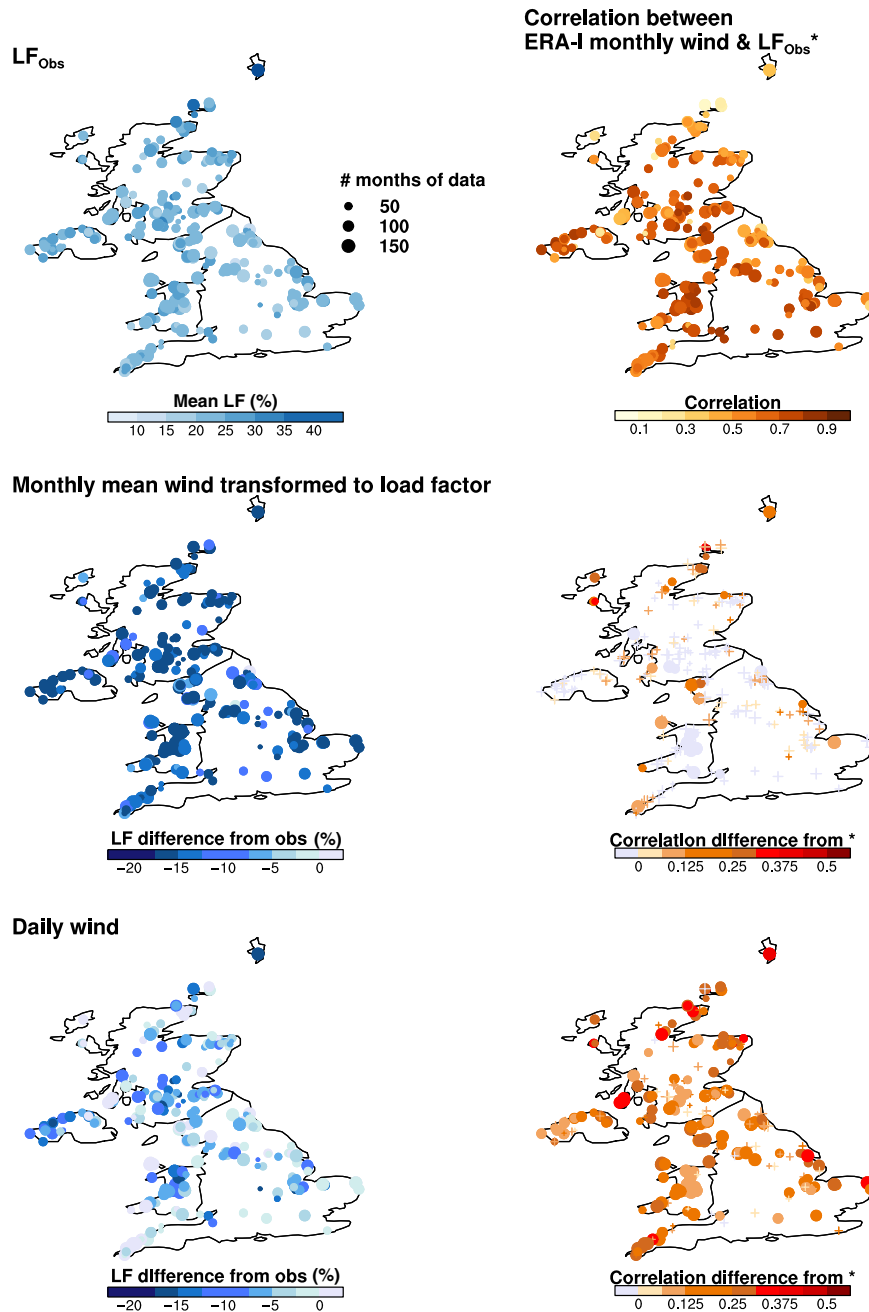 LFObs
Correlation between
ERA-I monthly wind & LFObs*
# months of data
50
100
150
Mean LF (%)
10 15 20 25 30 35 40
Correlation
0.1 0.3 0.5 0.7 0.9
Monthly mean wind transformed to load factor
LF difference from obs (%)
−20 −15 −10 −5 0
Correlation difference from *
0 0.125 0.25 0.375 0.5
Daily wind
LF difference from obs (%)
−20 −15 −10 −5 0
Correlation difference from *
0 0.125 0.25 0.375 0.5